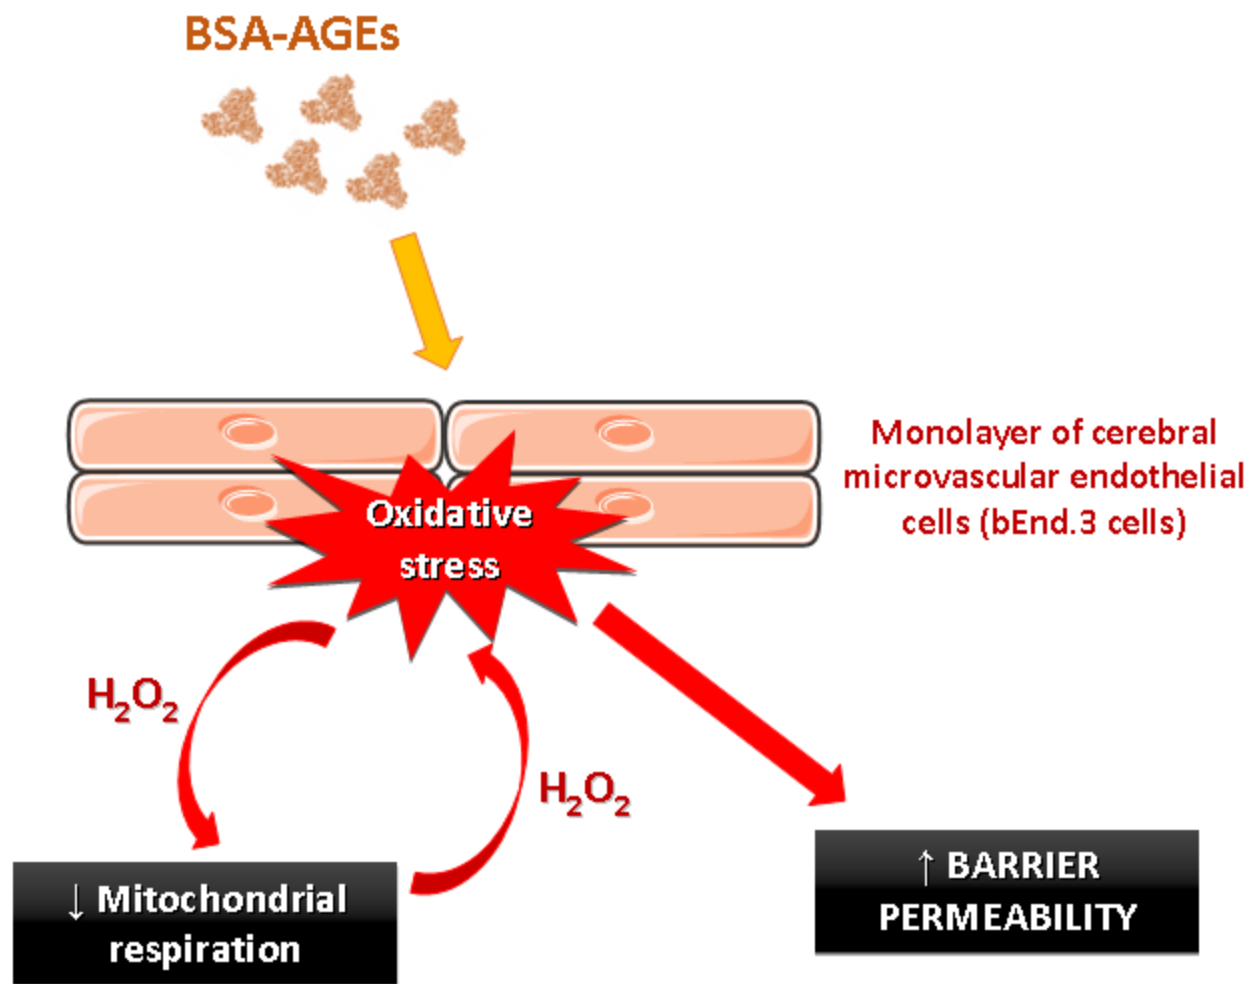 BSA-AGEs
Monolayer of cerebral
microvascular endothelial
cells (bEnd.3 cells)
Oxidative
stress
H₂O₂
H₂O₂
↓ Mitochondrial
respiration
↑ BARRIER
PERMEABILITY